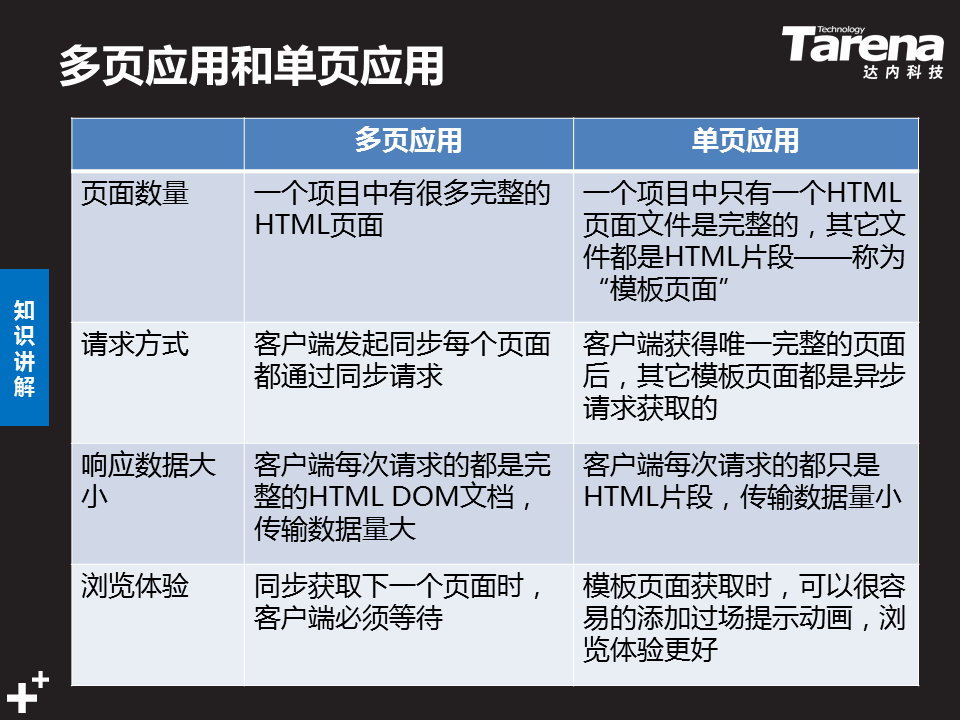 多页应用和单页应用
Technology
Tarena
达内科技
多页应用
单页应用
页面数量
一个项目中有很多完整的
HTML页面
一个项目中只有一个HTML
页面文件是完整的，其它文
件都是HTML片段——称为
“模板页面”
请求方式
客户端发起同步每个页面
都通过同步请求
客户端获得唯一完整的页面
后，其它模板页面都是异步
请求获取的
响应数据大
小
客户端每次请求的都是完
整的HTML DOM文档，
传输数据量大
客户端每次请求的都只是
HTML片段，传输数据量小
浏览体验
同步获取下一个页面时，
客户端必须等待
模板页面获取时，可以很容
易的添加过场提示动画，浏
览体验更好
知
识
讲
解